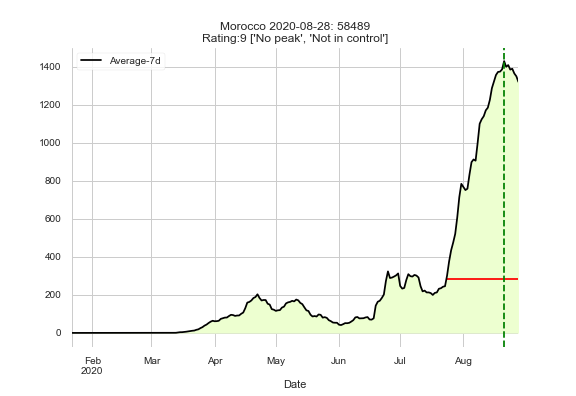 Morocco 2020-08-28: 58489
Rating:9 ['No peak', 'Not in control']
Average-7d
1400
1200
1000
800
600
400
200
0
Feb Mar Apr May Jun Jul Aug
2020
Date